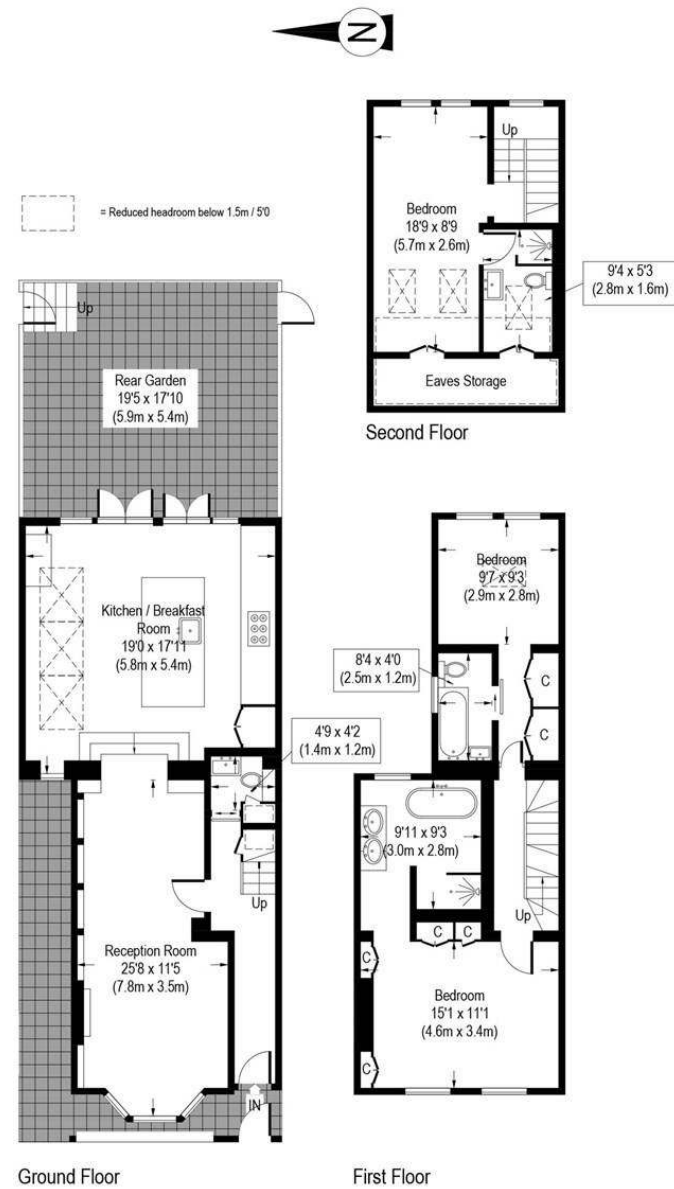 N
= Reduced headroom below 1.5m / 5'0
Up
Rear Garden
19'5 x 17'10
(5.9m x 5.4m)
Kitchen / Breakfast
Room
19'0 x 17'11
(5.8m x 5.4m)
4'9 x 4'2
(1.4m x 1.2m)
Up
Reception Room
25'8 x 11'5
(7.8m x 3.5m)
IN
Ground Floor
Up
Bedroom
18'9 x 8'9
(5.7m x 2.6m)
9'4 x 5'3
(2.8m x 1.6m)
Eaves Storage
Second Floor
Bedroom
9'7 x 9'3
(2.9m x 2.8m)
8'4 x 4'0
(2.5m x 1.2m)
C
C
9'11 x 9'3
(3.0m x 2.8m)
Up
C C
C
Bedroom
15'1 x 11'1
(4.6m x 3.4m)
C
First Floor